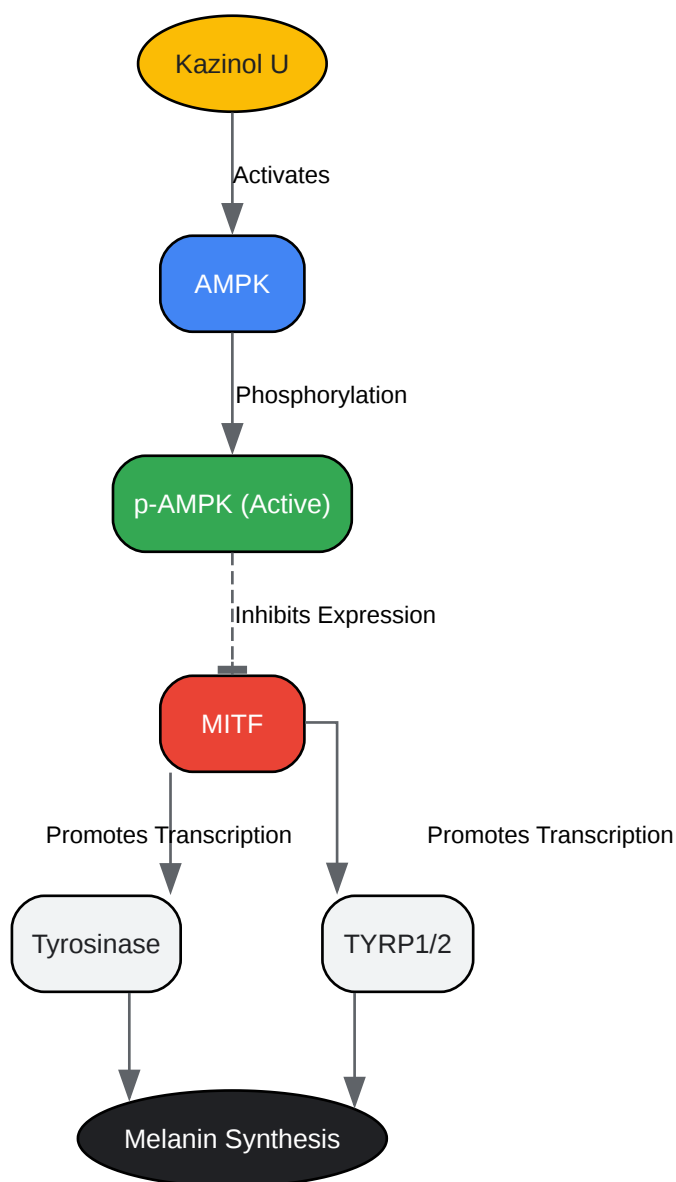 Kazinol U
Activates
AMPK
Phosphorylation
p-AMPK (Active)
Inhibits Expression
MITF
Promotes Transcription
Promotes Transcription
Tyrosinase
TYRP1/2
Melanin Synthesis